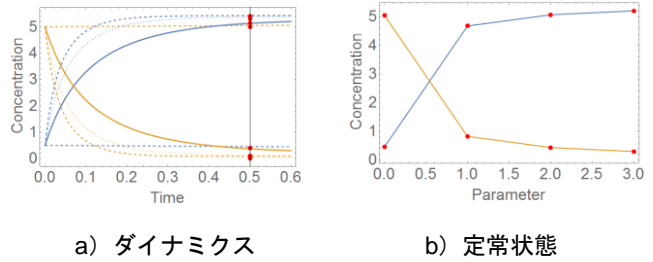 Concentration
5
4
3
2
1
0
0.0 0.1 0.2 0.3 0.4 0.5 0.6
Time
Concentration
5
4
3
2
1
0
0.0 0.5 1.0 1.5 2.0 2.5 3.0
Parameter
a）ダイナミクス
b）定常状態